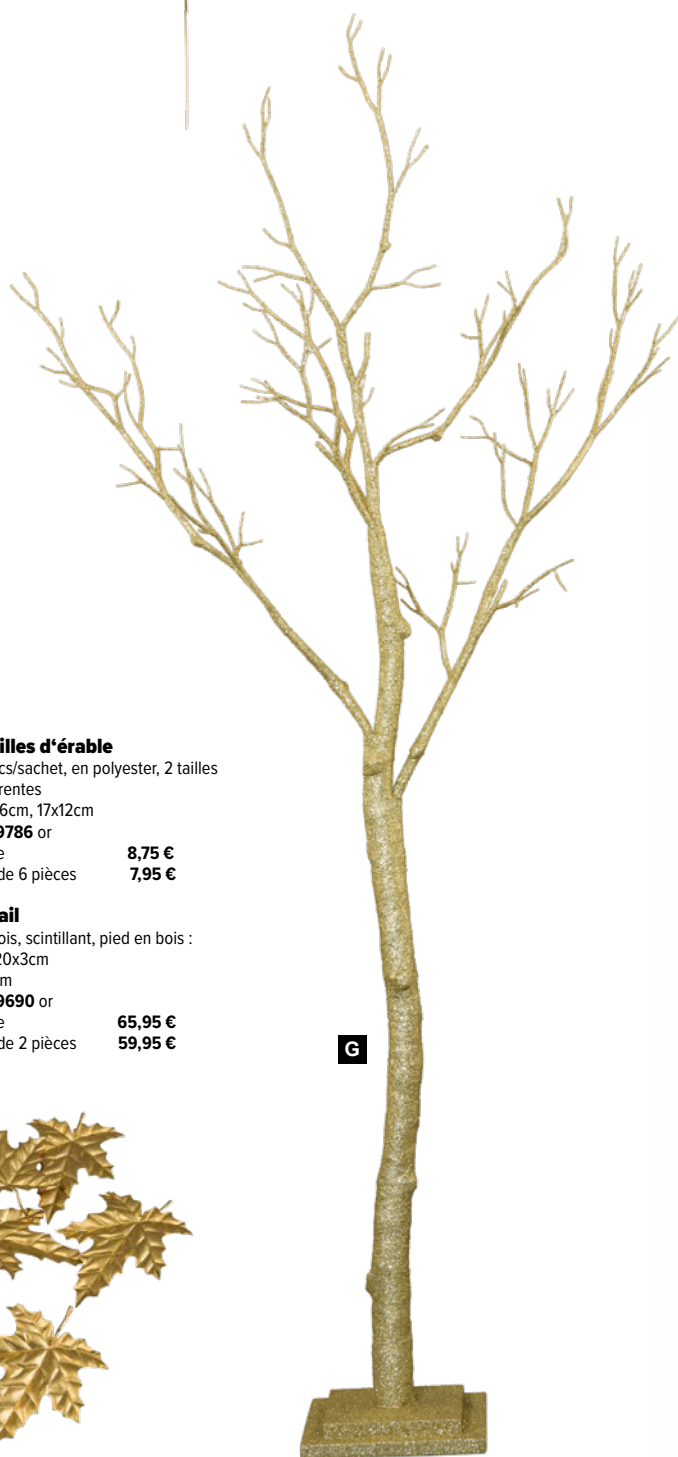 illes d‘érable
cs/sachet, en polyester, 2 tailles
rentes
6cm, 17x12cm
9786 or
e 8,75 €
de 6 pièces 7,95 €
ail
ois, scintillant, pied en bois :
20x3cm
m
9690 or
e 65,95 €
de 2 pièces 59,95 €
G